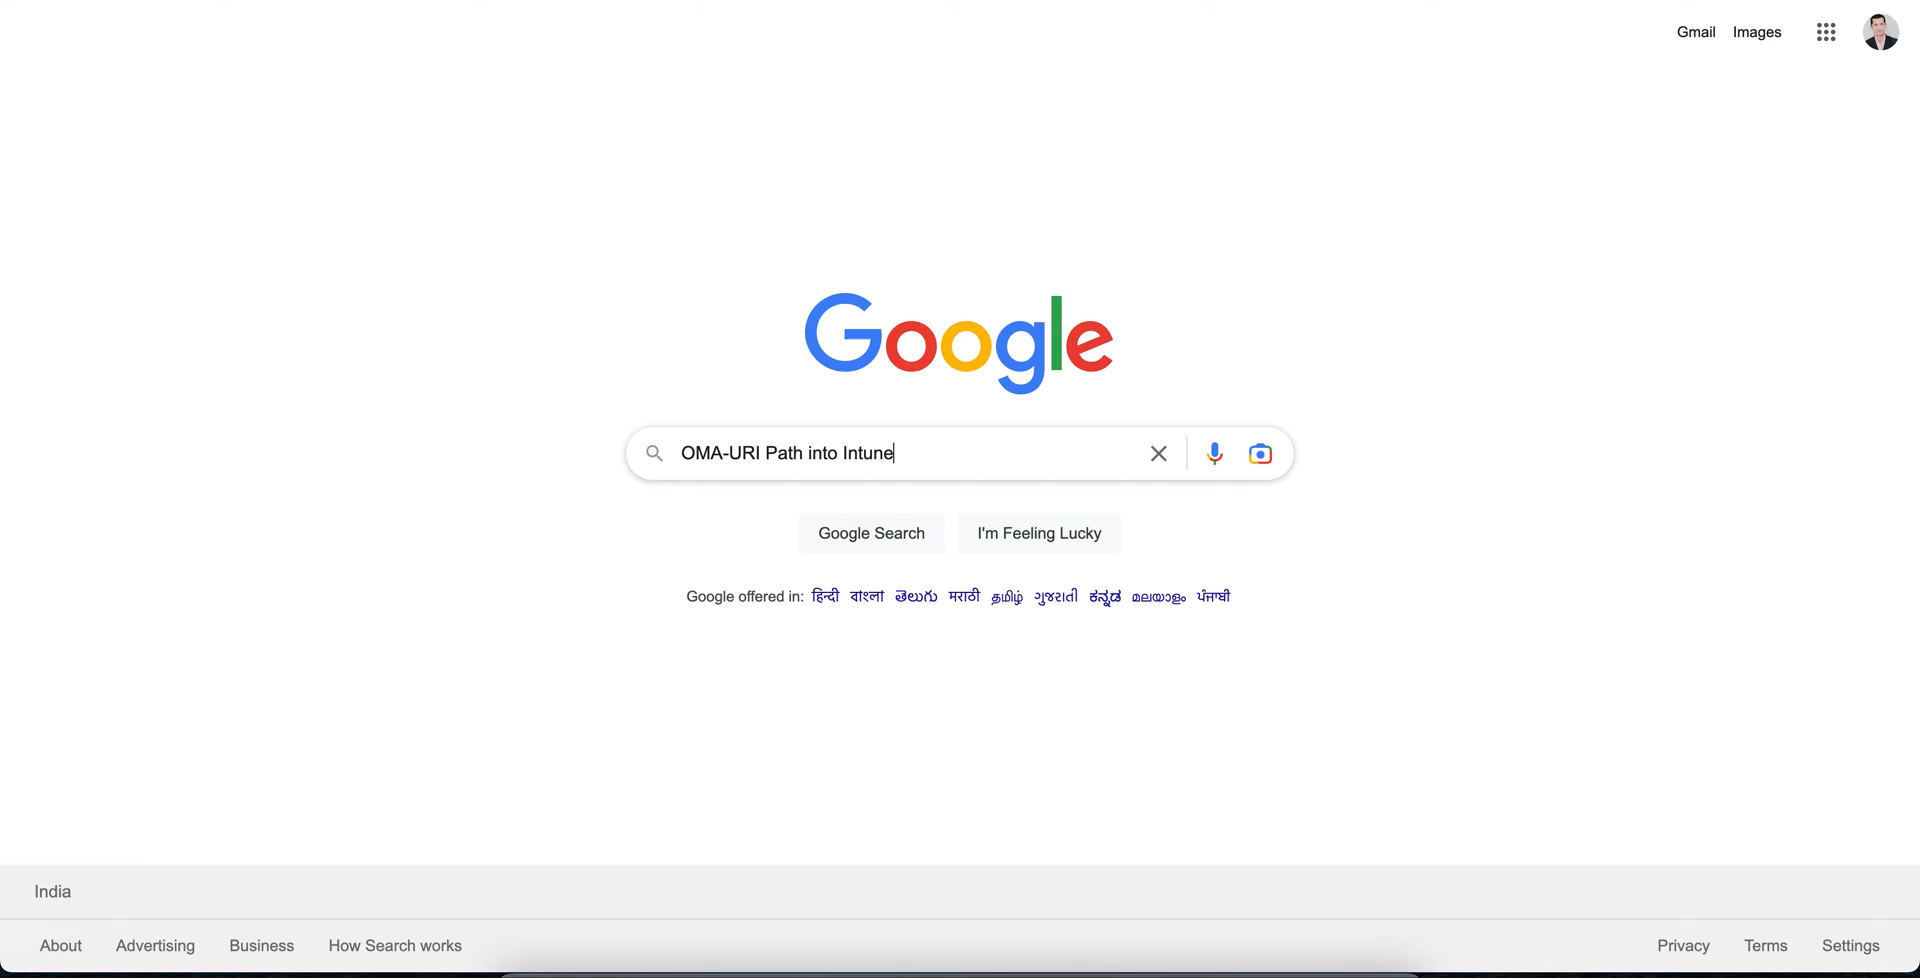 Gmail Images
Google
OMA-URI Path into Intune
Google Search I'm Feeling Lucky
Google offered in: हिन्दी বাংলা తెలుగు मराठी தமிழ் ગુજરાતી ಕನ್ನಡ മലയാളം ਪੰਜਾਬੀ
India
About Advertising Business How Search works Privacy Terms Settings